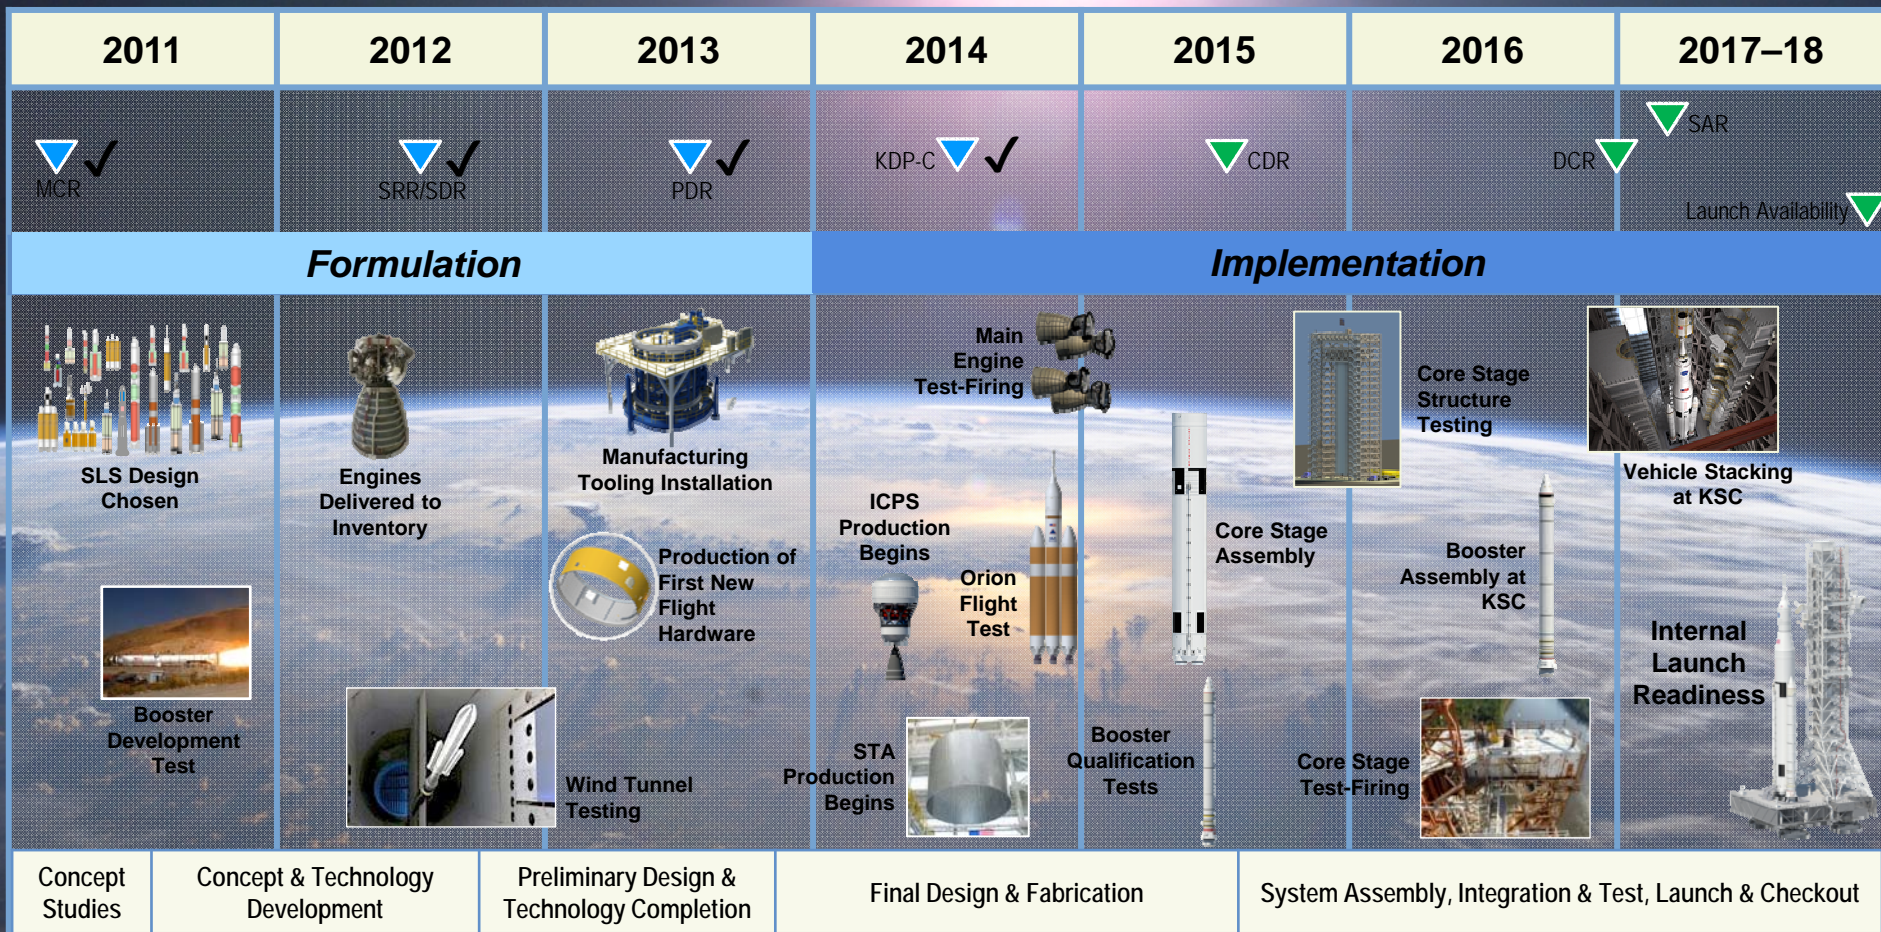 2011
2012
2013
2014
2015
2016
2017–18
MCR
SRR/SDR
PDR
KDP-C
CDR
DCR
SAR
Launch Availability
Formulation
Implementation
SLS Design
Chosen
Booster
Development
Test
Engines
Delivered to
Inventory
Wind Tunnel
Testing
Manufacturing
Tooling Installation
Production of
First New
Flight
Hardware
Main
Engine
Test-Firing
ICPS
Production
Begins
Orion
Flight
Test
STA
Production
Begins
Core Stage
Assembly
Booster
Qualification
Tests
Core Stage
Structure
Testing
Booster
Assembly at
KSC
Core Stage
Test-Firing
Vehicle Stacking
at KSC
Internal
Launch
Readiness
Concept
Studies
Concept & Technology
Development
Preliminary Design &
Technology Completion
Final Design & Fabrication
System Assembly, Integration & Test, Launch & Checkout